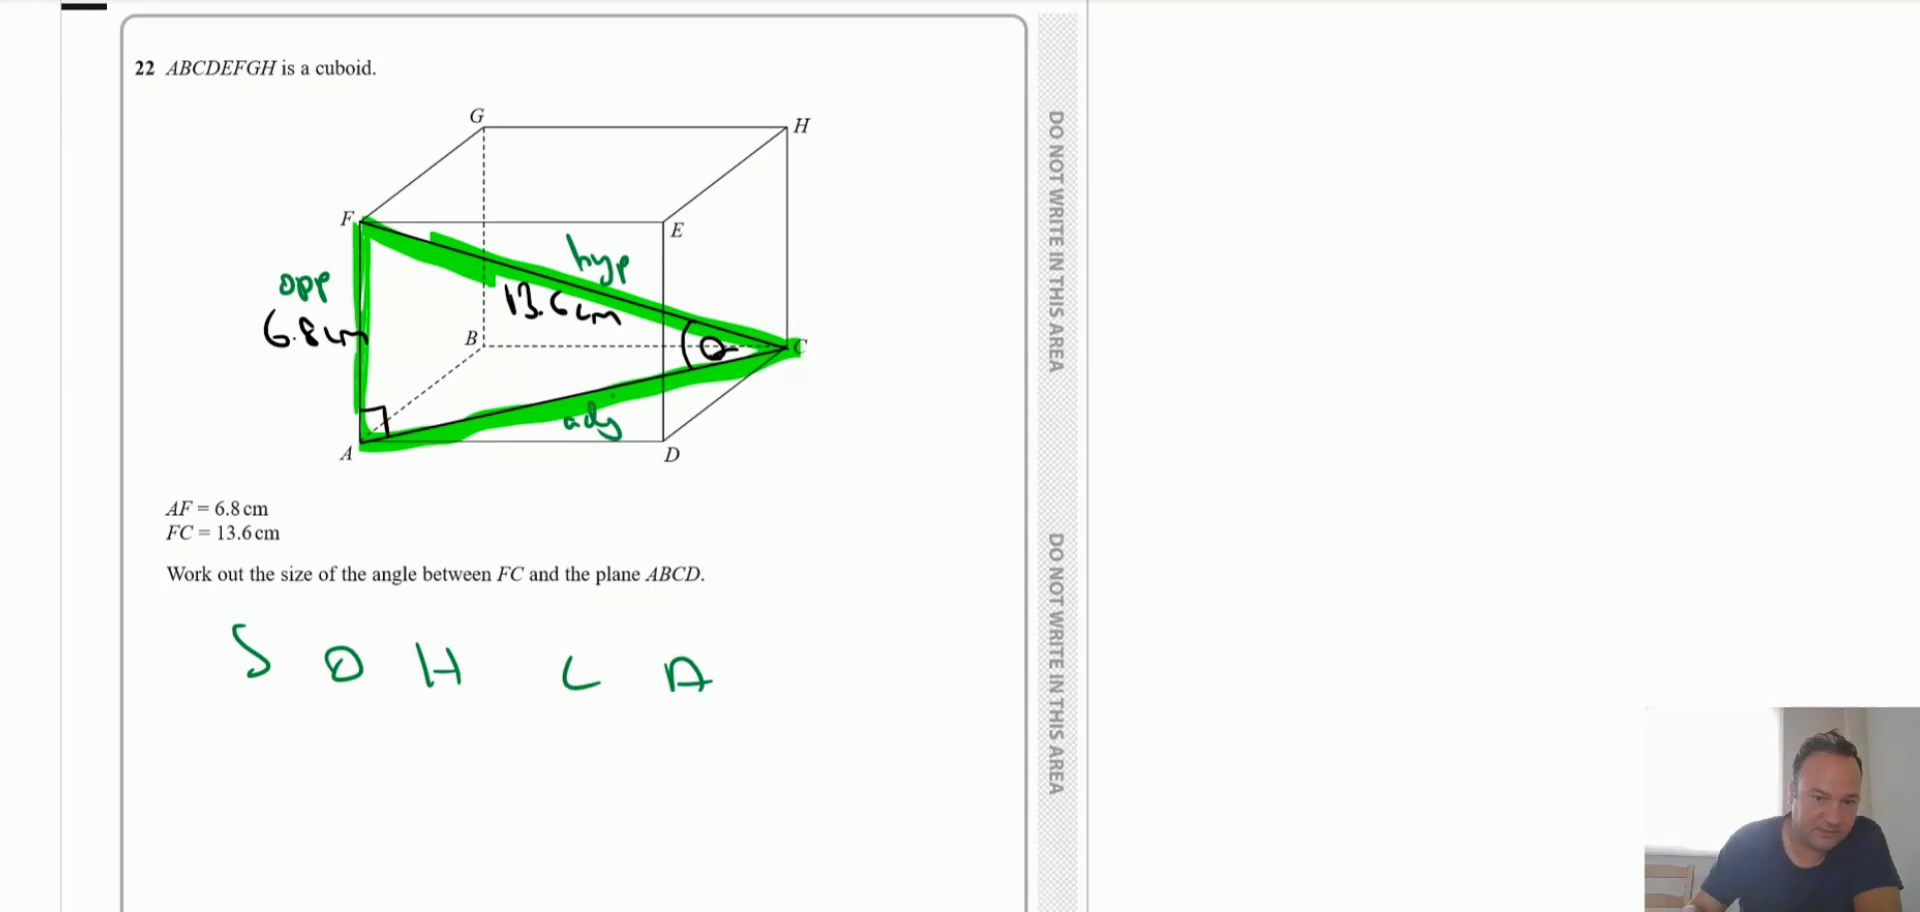 22 ABCDEFGH is a cuboid.
G
H
F
E
hyp
opp
13.6cm
6.8cm
B
θ
C
adj
A
D
AF = 6.8 cm
FC = 13.6 cm
Work out the size of the angle between FC and the plane ABCD.
S O H C A
DO NOT WRITE IN THIS AREA
DO NOT WRITE IN THIS AREA